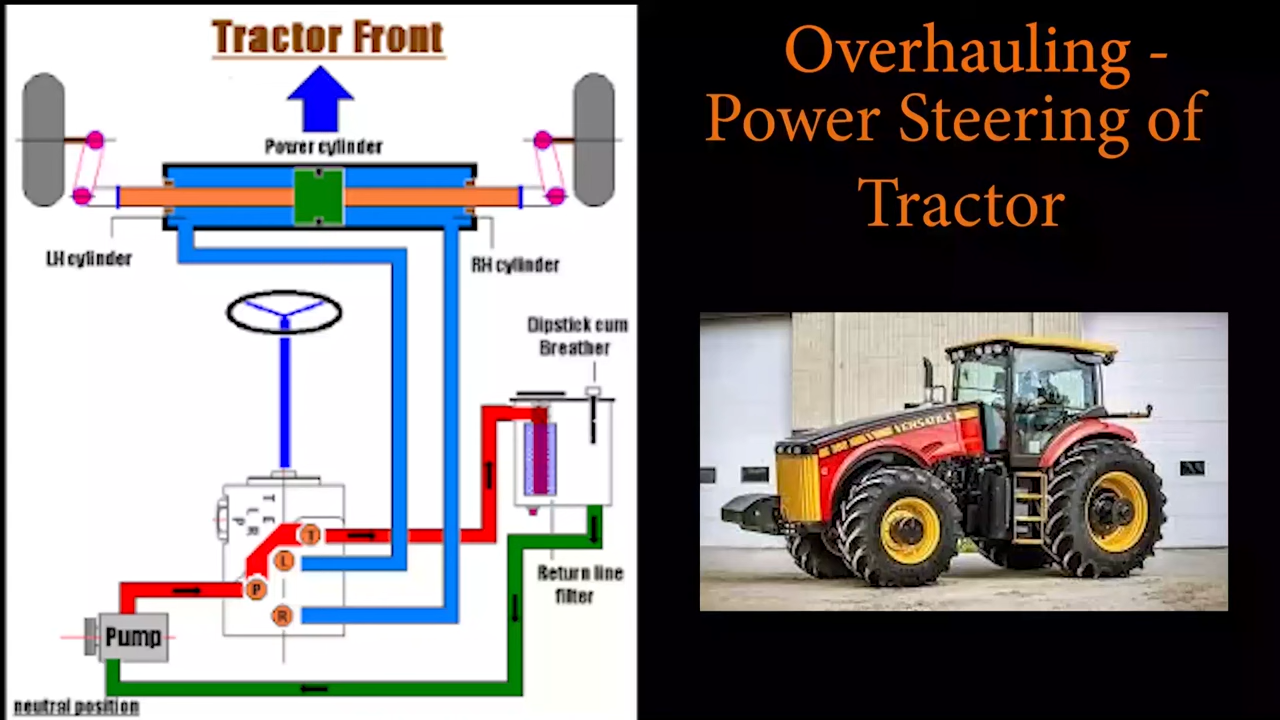 Tractor Front
Power cylinder
LH cylinder
RH cylinder
Dipstick cum
Breather
T
E
L R
P
T
L
P
R
Return line
filter
Pump
neutral position
Overhauling -
Power Steering of
Tractor
VERSATILE